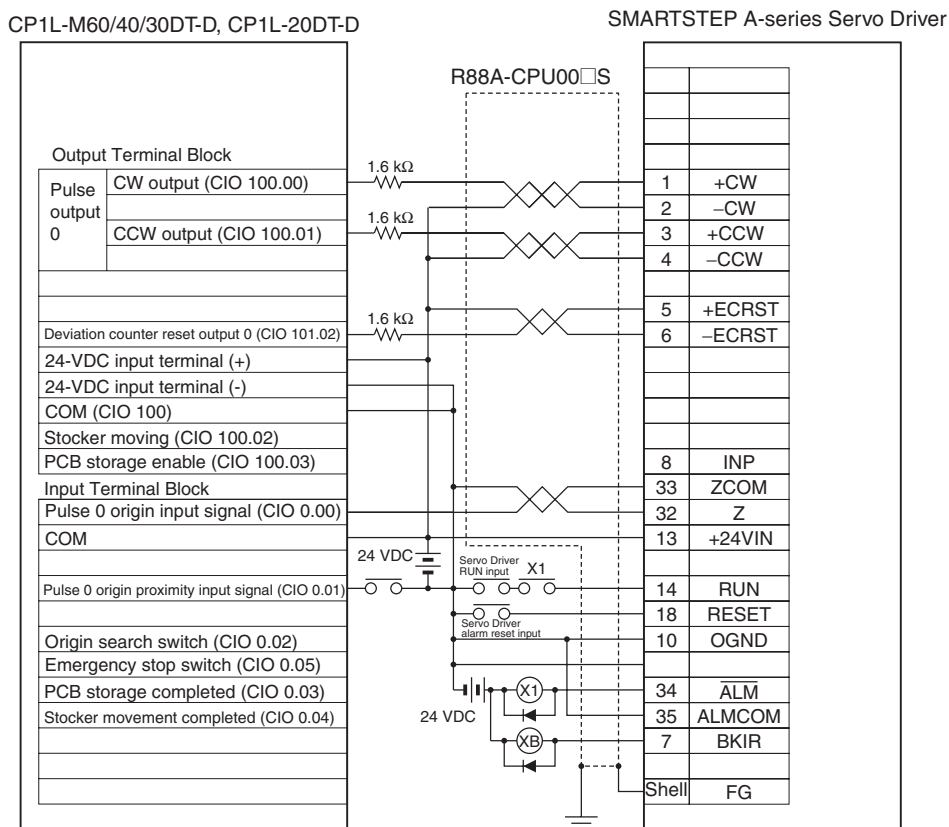 CP1L-M60/40/30DT-D, CP1L-20DT-D
SMARTSTEP A-series Servo Driver
R88A-CPU00□S
Output Terminal Block
Pulse output 0
CW output (CIO 100.00)
CCW output (CIO 100.01)
Deviation counter reset output 0 (CIO 101.02)
24-VDC input terminal (+)
24-VDC input terminal (-)
COM (CIO 100)
Stocker moving (CIO 100.02)
PCB storage enable (CIO 100.03)
Input Terminal Block
Pulse 0 origin input signal (CIO 0.00)
COM
Pulse 0 origin proximity input signal (CIO 0.01)
Origin search switch (CIO 0.02)
Emergency stop switch (CIO 0.05)
PCB storage completed (CIO 0.03)
Stocker movement completed (CIO 0.04)
1.6 kΩ
1.6 kΩ
1.6 kΩ
24 VDC
Servo Driver
RUN input
X1
Servo Driver
alarm reset input
24 VDC
X1
XB
1 +CW
2 −CW
3 +CCW
4 −CCW
5 +ECRST
6 −ECRST
8 INP
33 ZCOM
32 Z
13 +24VIN
14 RUN
18 RESET
10 OGND
34 ALM
35 ALMCOM
7 BKIR
Shell FG